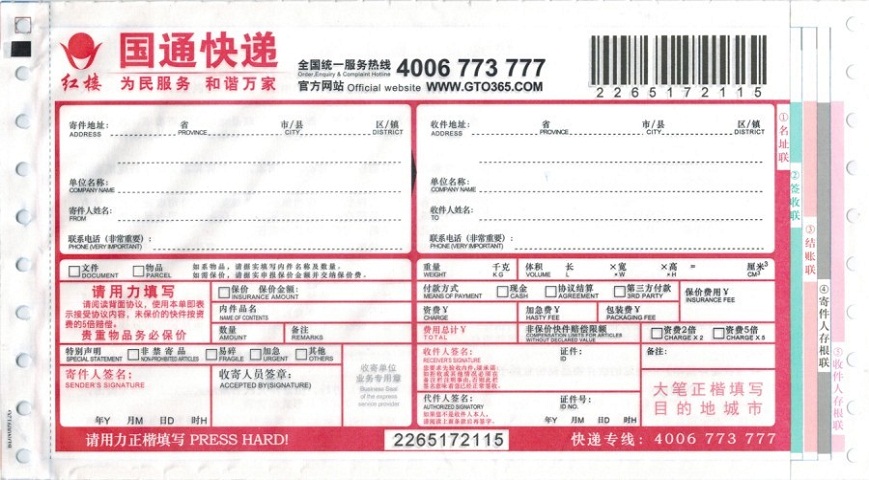 国通快递
红楼 为民服务 和谐万家
全国统一服务热线 4006 773 777
Order,Enquiry & Complaint Hotline
官方网站 Official website WWW.GTO365.COM
2265172115
寄件地址: 省 市/县 区/镇
ADDRESS PROVINCE CITY DISTRICT
单位名称:
COMPANY NAME
寄件人姓名:
FROM
联系电话（非常重要）:
PHONE (VERY IMPORTANT)
收件地址: 省 市/县 区/镇
ADDRESS PROVINCE CITY DISTRICT
单位名称:
COMPANY NAME
收件人姓名:
TO
联系电话（非常重要）:
PHONE (VERY IMPORTANT)
①名址联
②签收联
③结账联
④寄件人存根联
⑤收件人存根联
文件 物品 如系物品，请据实填写内件名称及数量。
DOCUMENT PARCEL 如需保价，请据实申报保价金额并交纳保价费。
请用力填写
请阅读背面协议，使用本单即表
示接受协议内容，未保价的快件按资
费的5倍赔偿。
贵重物品务必保价
保价 保价金额:
INSURANCE AMOUNT
内件品名
NAME OF CONTENTS
数量 备注
AMOUNT REMARKS
特别声明 非禁寄品 易碎 加急 其他
SPECIAL STATEMENT NON-PROHIBITED ARTICLES FRAGILE URGENT OTHERS
寄件人签名:
SENDER'S SIGNATURE
年Y 月M 日D 时H
收寄人员签章:
ACCEPTED BY(SIGNATURE)
收寄单位
业务专用章
Business Seal
of the express
service provider
重量 千克 体积 长 ×宽 ×高 = 厘米³
WEIGHT KG VOLUME L ×W ×H CM³
付款方式 现金 协议结算 第三方付款 保价费用¥
MEANS OF PAYMENT CASH AGREEMENT 3RD PARTY INSURANCE FEE
资费¥ 加急费¥ 包装费¥
CHARGE HASTY FEE PACKAGING FEE
费用总计¥ 非保价快件赔偿限额 资费2倍 资费5倍
TOTAL COMPENSATION LIMITS FOR ARTICLES WITHOUT DECLARED VALUE CHARGE X 2 CHARGE X 5
收件人签名: 证件:
RECEIVER'S SIGNATURE ID
代件人签名: 证件号:
AUTHORIZED SIGNATORY ID NO.
如果您不是收件人本人，
年Y 月M 日D 时H
备注:
大笔正楷填写
目的地城市
请用力正楷填写 PRESS HARD!
2265172115
快递专线: 4006 773 777